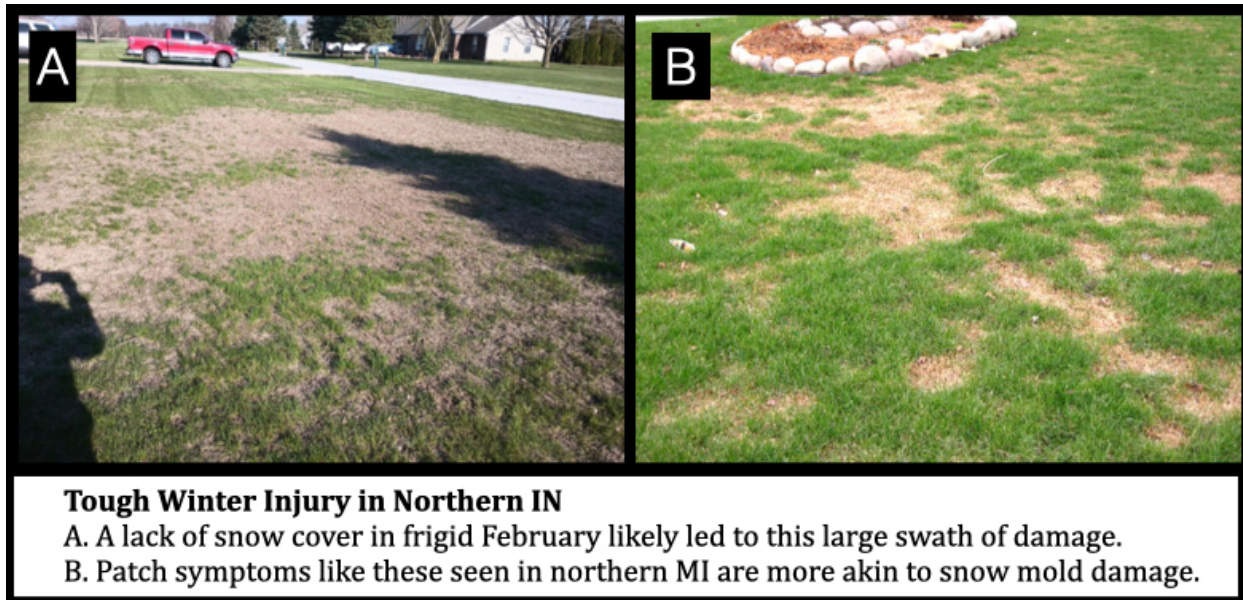 A
B
Tough Winter Injury in Northern IN
A. A lack of snow cover in frigid February likely led to this large swath of damage.
B. Patch symptoms like these seen in northern MI are more akin to snow mold damage.